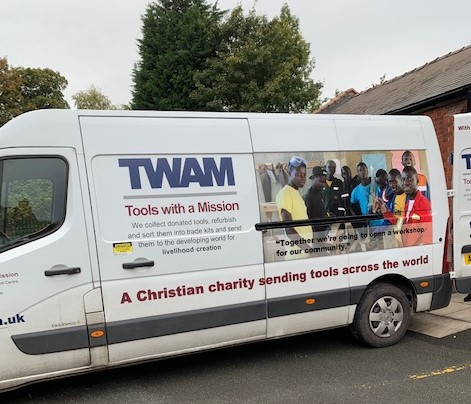 TWAM
Tools with a Mission
We collect donated tools, refurbish
and sort them into trade kits and send
them to the developing world for
livelihood creation
"Together we're going to open a workshop
for our community."
A Christian charity sending tools across the world
Mission
.uk
With